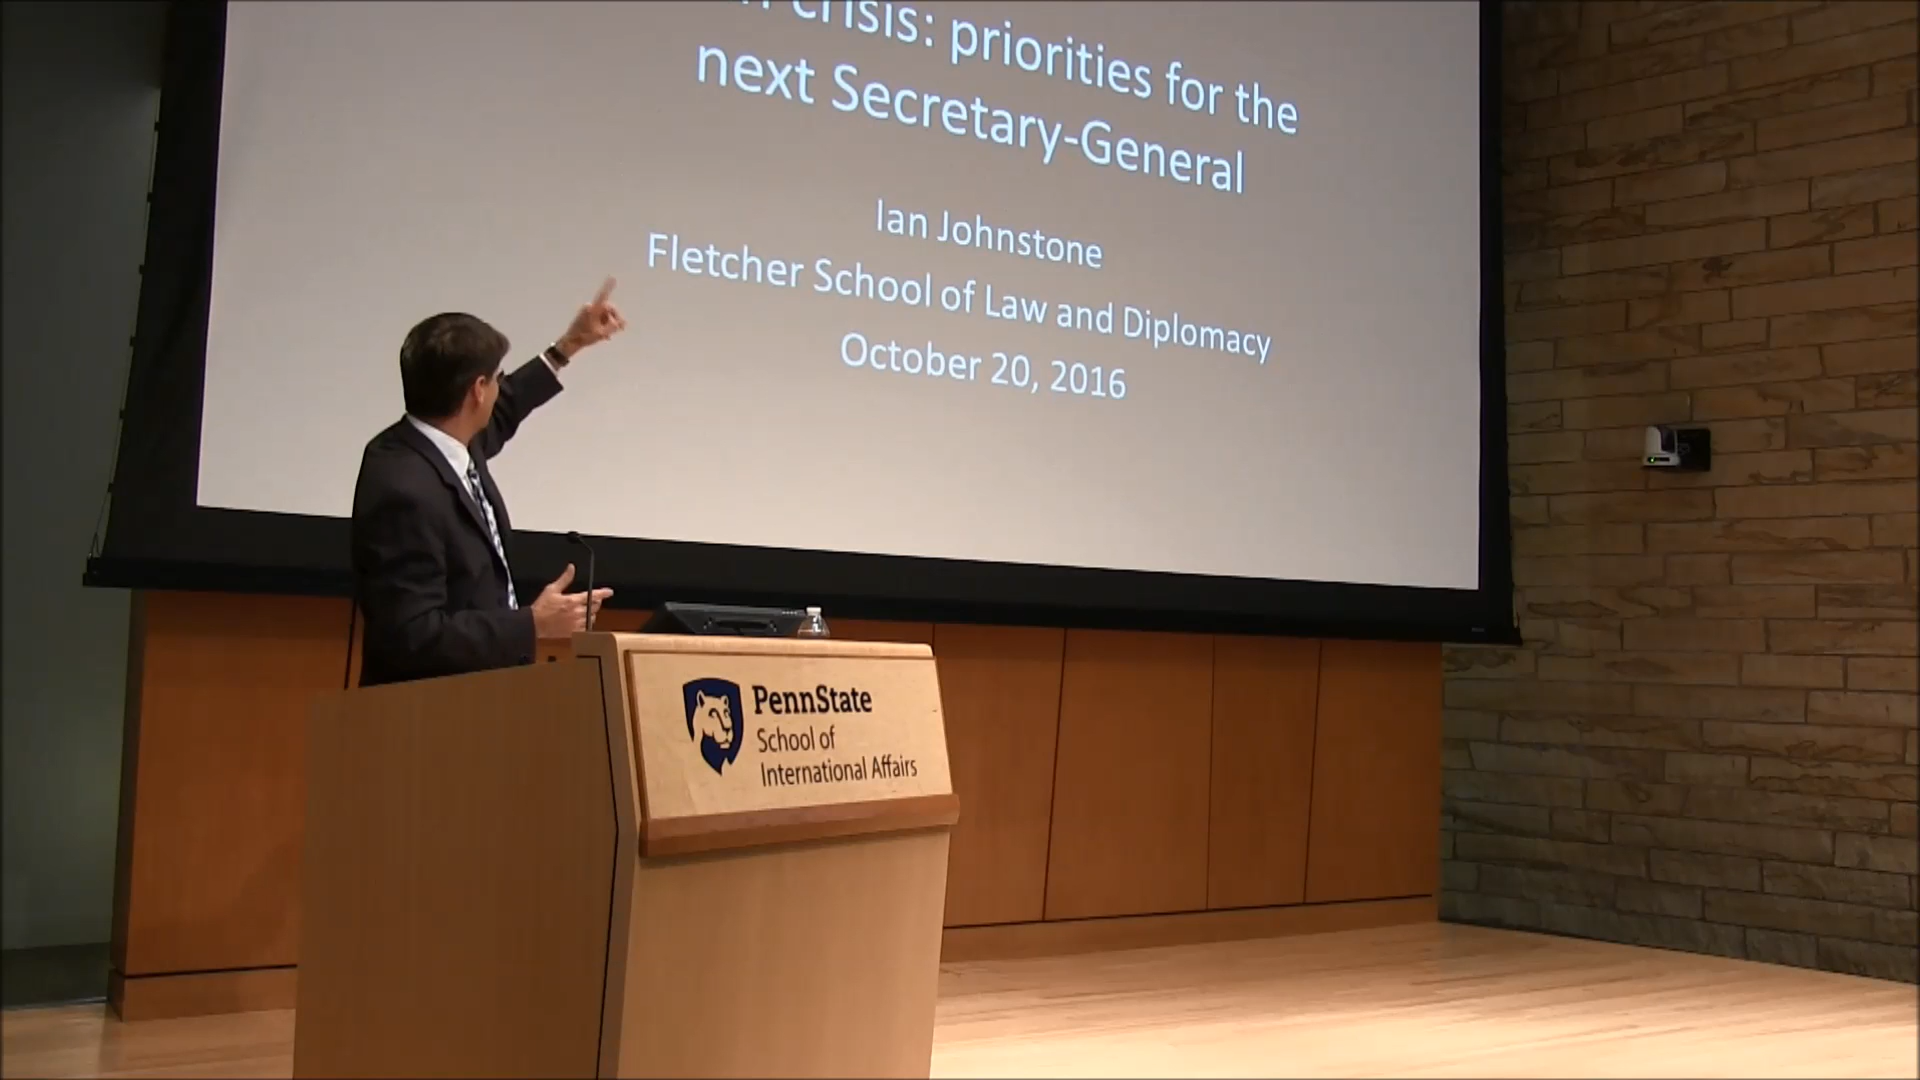 crisis: priorities for the
next Secretary-General
Ian Johnstone
Fletcher School of Law and Diplomacy
October 20, 2016
PennState
School of
International Affairs